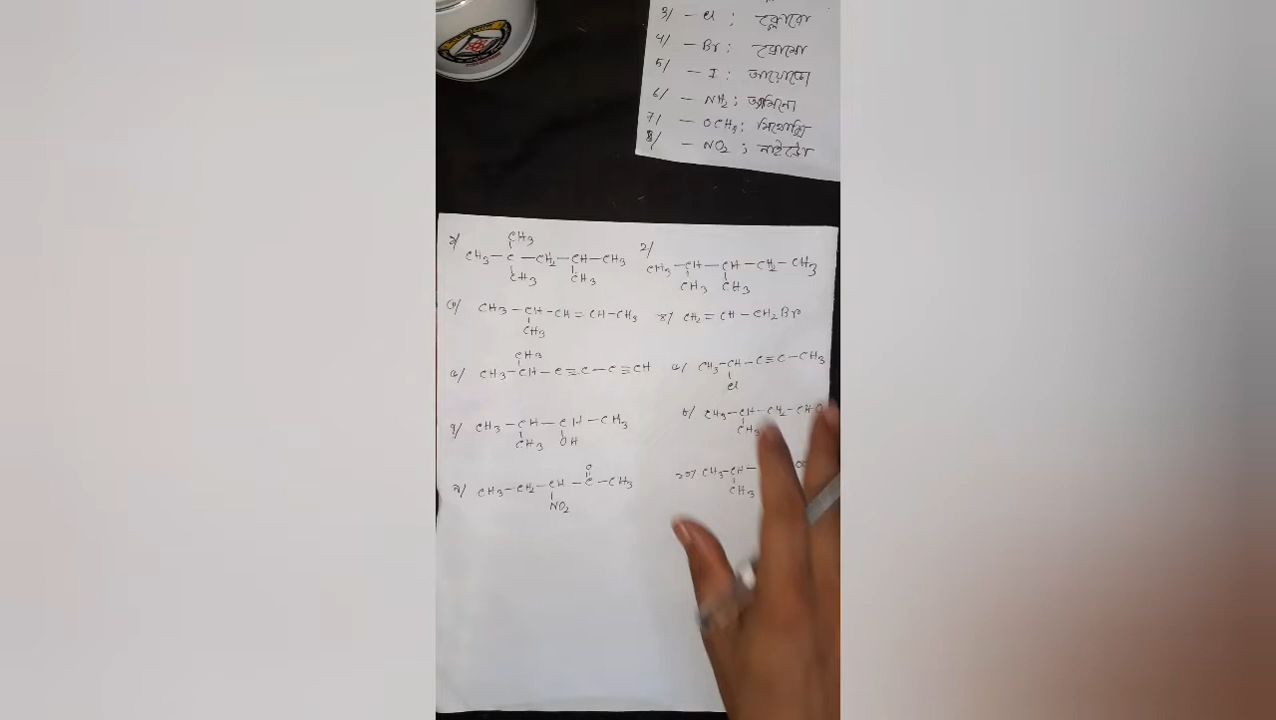 3/ - Cl ; ক্লোরো
4/ - Br : ব্রোমো
5/ - I : আয়োডো
6/ - NH2 ; অ্যামিনো
7/ - OCH3 ; মিথোক্সি
8/ - NO2 ; নাইট্রো
CH3
১/ CH3-C-CH2-CH-CH3
CH3 CH3
২/ CH3-CH-CH-CH2-CH3
CH3 CH3
৩/ CH3-CH-CH=CH-CH3
CH3
৪/ CH2=CH-CH2Br
CH3
৫/ CH3-CH-C≡C-C≡CH
৬/ CH3-CH-C≡C-CH3
Cl
৭/ CH3-CH-CH-CH3
CH3 OH
৮/ CH3-CH-CH2-CHO
CH3
O
৯/ CH3-CH2-CH-C-CH3
NO2
১০/ CH3-CH-
CH3